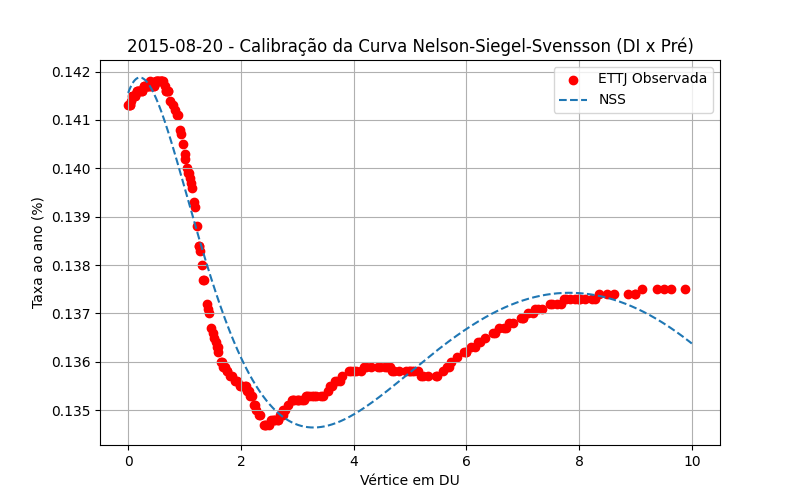 2015-08-20 - Calibração da Curva Nelson-Siegel-Svensson (DI x Pré)
ETTJ Observada
NSS
Taxa ao ano (%)
0.142
0.141
0.140
0.139
0.138
0.137
0.136
0.135
0 2 4 6 8 10
Vértice em DU